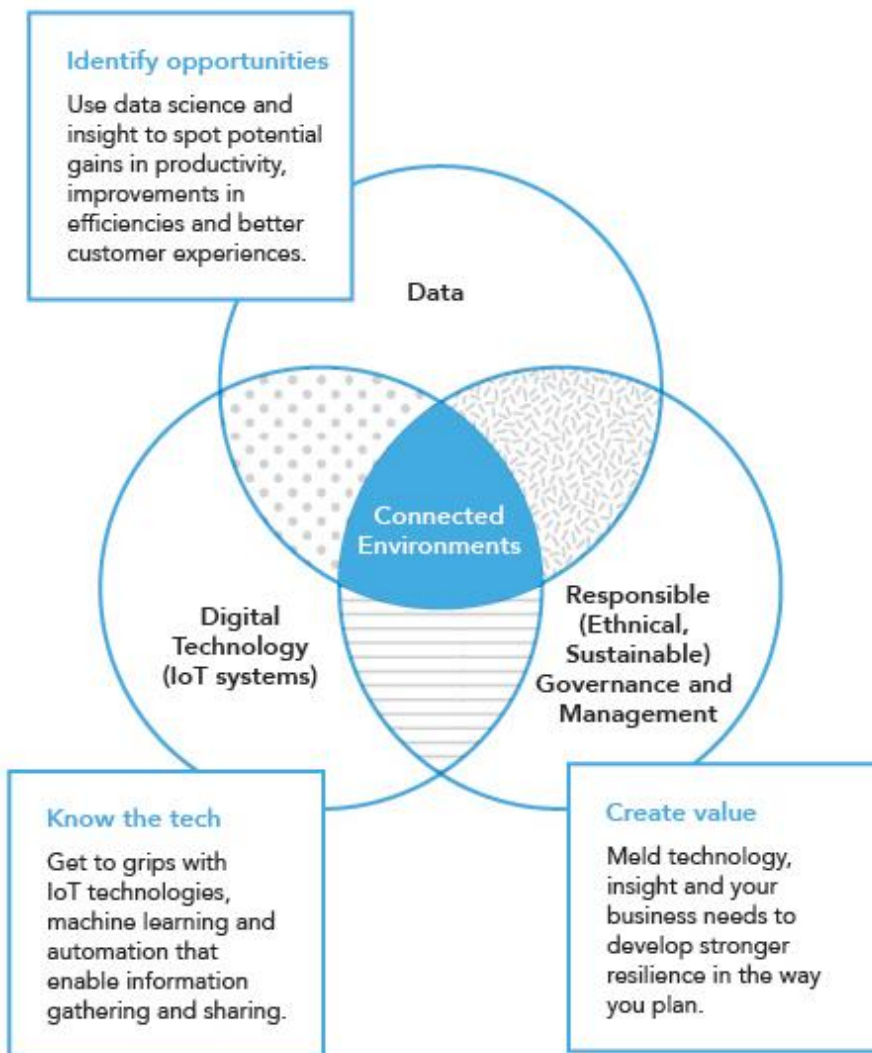 Identify opportunities
Use data science and
insight to spot potential
gains in productivity,
improvements in
efficiencies and better
customer experiences.
Data
Connected
Environments
Digital
Technology
(IoT systems)
Responsible
(Ethnical,
Sustainable)
Governance and
Management
Know the tech
Get to grips with
IoT technologies,
machine learning and
automation that
enable information
gathering and sharing.
Create value
Meld technology,
insight and your
business needs to
develop stronger
resilience in the way
you plan.